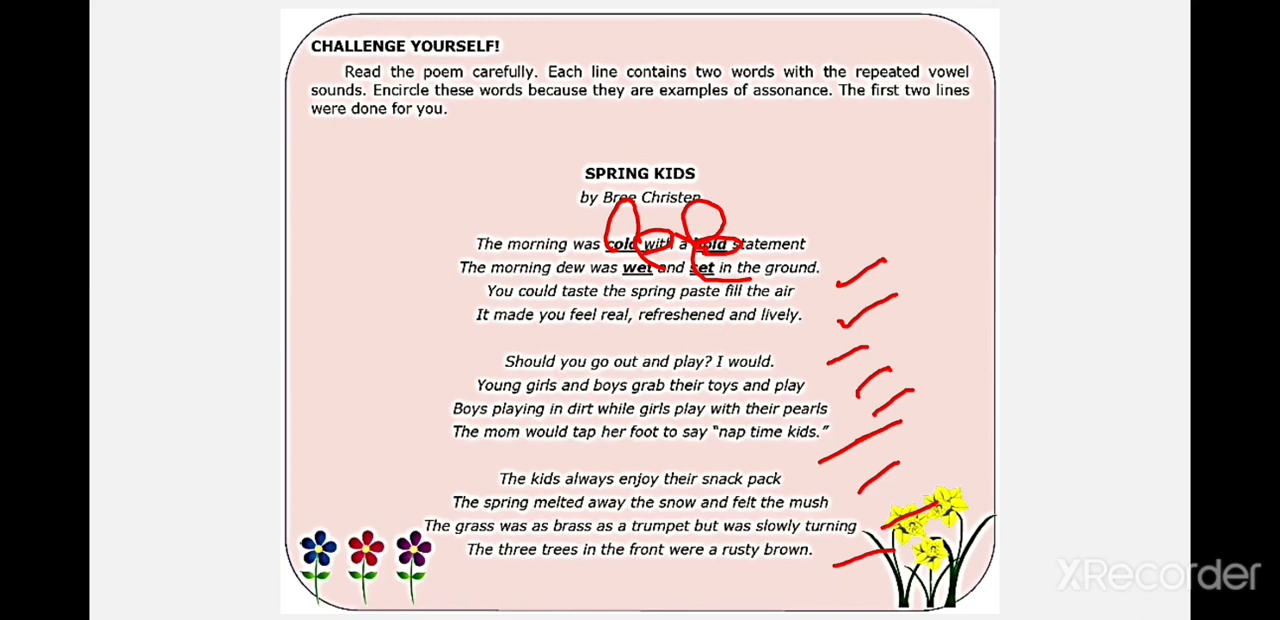 CHALLENGE YOURSELF!
Read the poem carefully. Each line contains two words with the repeated vowel
sounds. Encircle these words because they are examples of assonance. The first two lines
were done for you.
SPRING KIDS
by Bree Christen
The morning was cold with a bold statement
The morning dew was wet and set in the ground.
You could taste the spring paste fill the air
It made you feel real, refreshened and lively.
Should you go out and play? I would.
Young girls and boys grab their toys and play
Boys playing in dirt while girls play with their pearls
The mom would tap her foot to say “nap time kids.”
The kids always enjoy their snack pack
The spring melted away the snow and felt the mush
The grass was as brass as a trumpet but was slowly turning
The three trees in the front were a rusty brown.
XRecorder